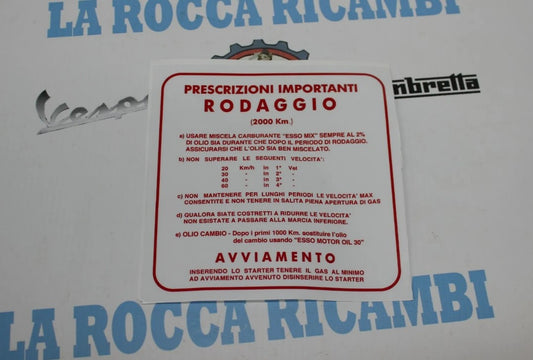 LA ROCCA RICAMBI
Vesp
mbretta
PRESCRIZIONI IMPORTANTI
RODAGGIO
(2000 Km.)
a) USARE MISCELA CARBURANTE "ESSO MIX" SEMPRE AL 2%
DI OLIO SIA DURANTE CHE DOPO IL PERIODO DI RODAGGIO.
ASSICURARSI CHE L'OLIO SIA BEN MISCELATO.
b) NON SUPERARE LE SEGUENTI VELOCITA':
20 Km/h in 1ª Vel
30 " in 2ª "
40 " in 3ª "
60 " in 4ª "
c) NON MANTENERE PER LUNGHI PERIODI LE VELOCITA' MAX
CONSENTITE E NON TENERE IN SALITA PIENA APERTURA DI GAS
d) QUALORA SIATE COSTRETTI A RIDURRE LE VELOCITA'
NON ESISTATE A PASSARE ALLA MARCIA INFERIORE.
e) OLIO CAMBIO - Dopo i primi 1000 Km. sostituire l'olio
del cambio usando "ESSO MOTOR OIL 30"
AVVIAMENTO
INSERENDO LO STARTER TENERE IL GAS AL MINIMO
AD AVVIAMENTO AVVENUTO DISINSERIRE LO STARTER
LA ROCCA RICAMBI